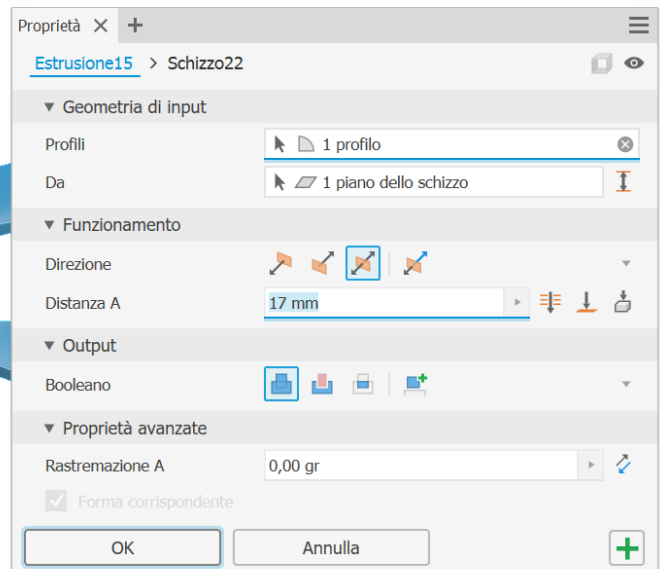 Proprietà
Estrusione15 > Schizzo22
Geometria di input
Profili 1 profilo
Da 1 piano dello schizzo
Funzionamento
Direzione
Distanza A 17 mm
Output
Booleano
Proprietà avanzate
Rastremazione A 0,00 gr
Forma corrispondente
OK Annulla